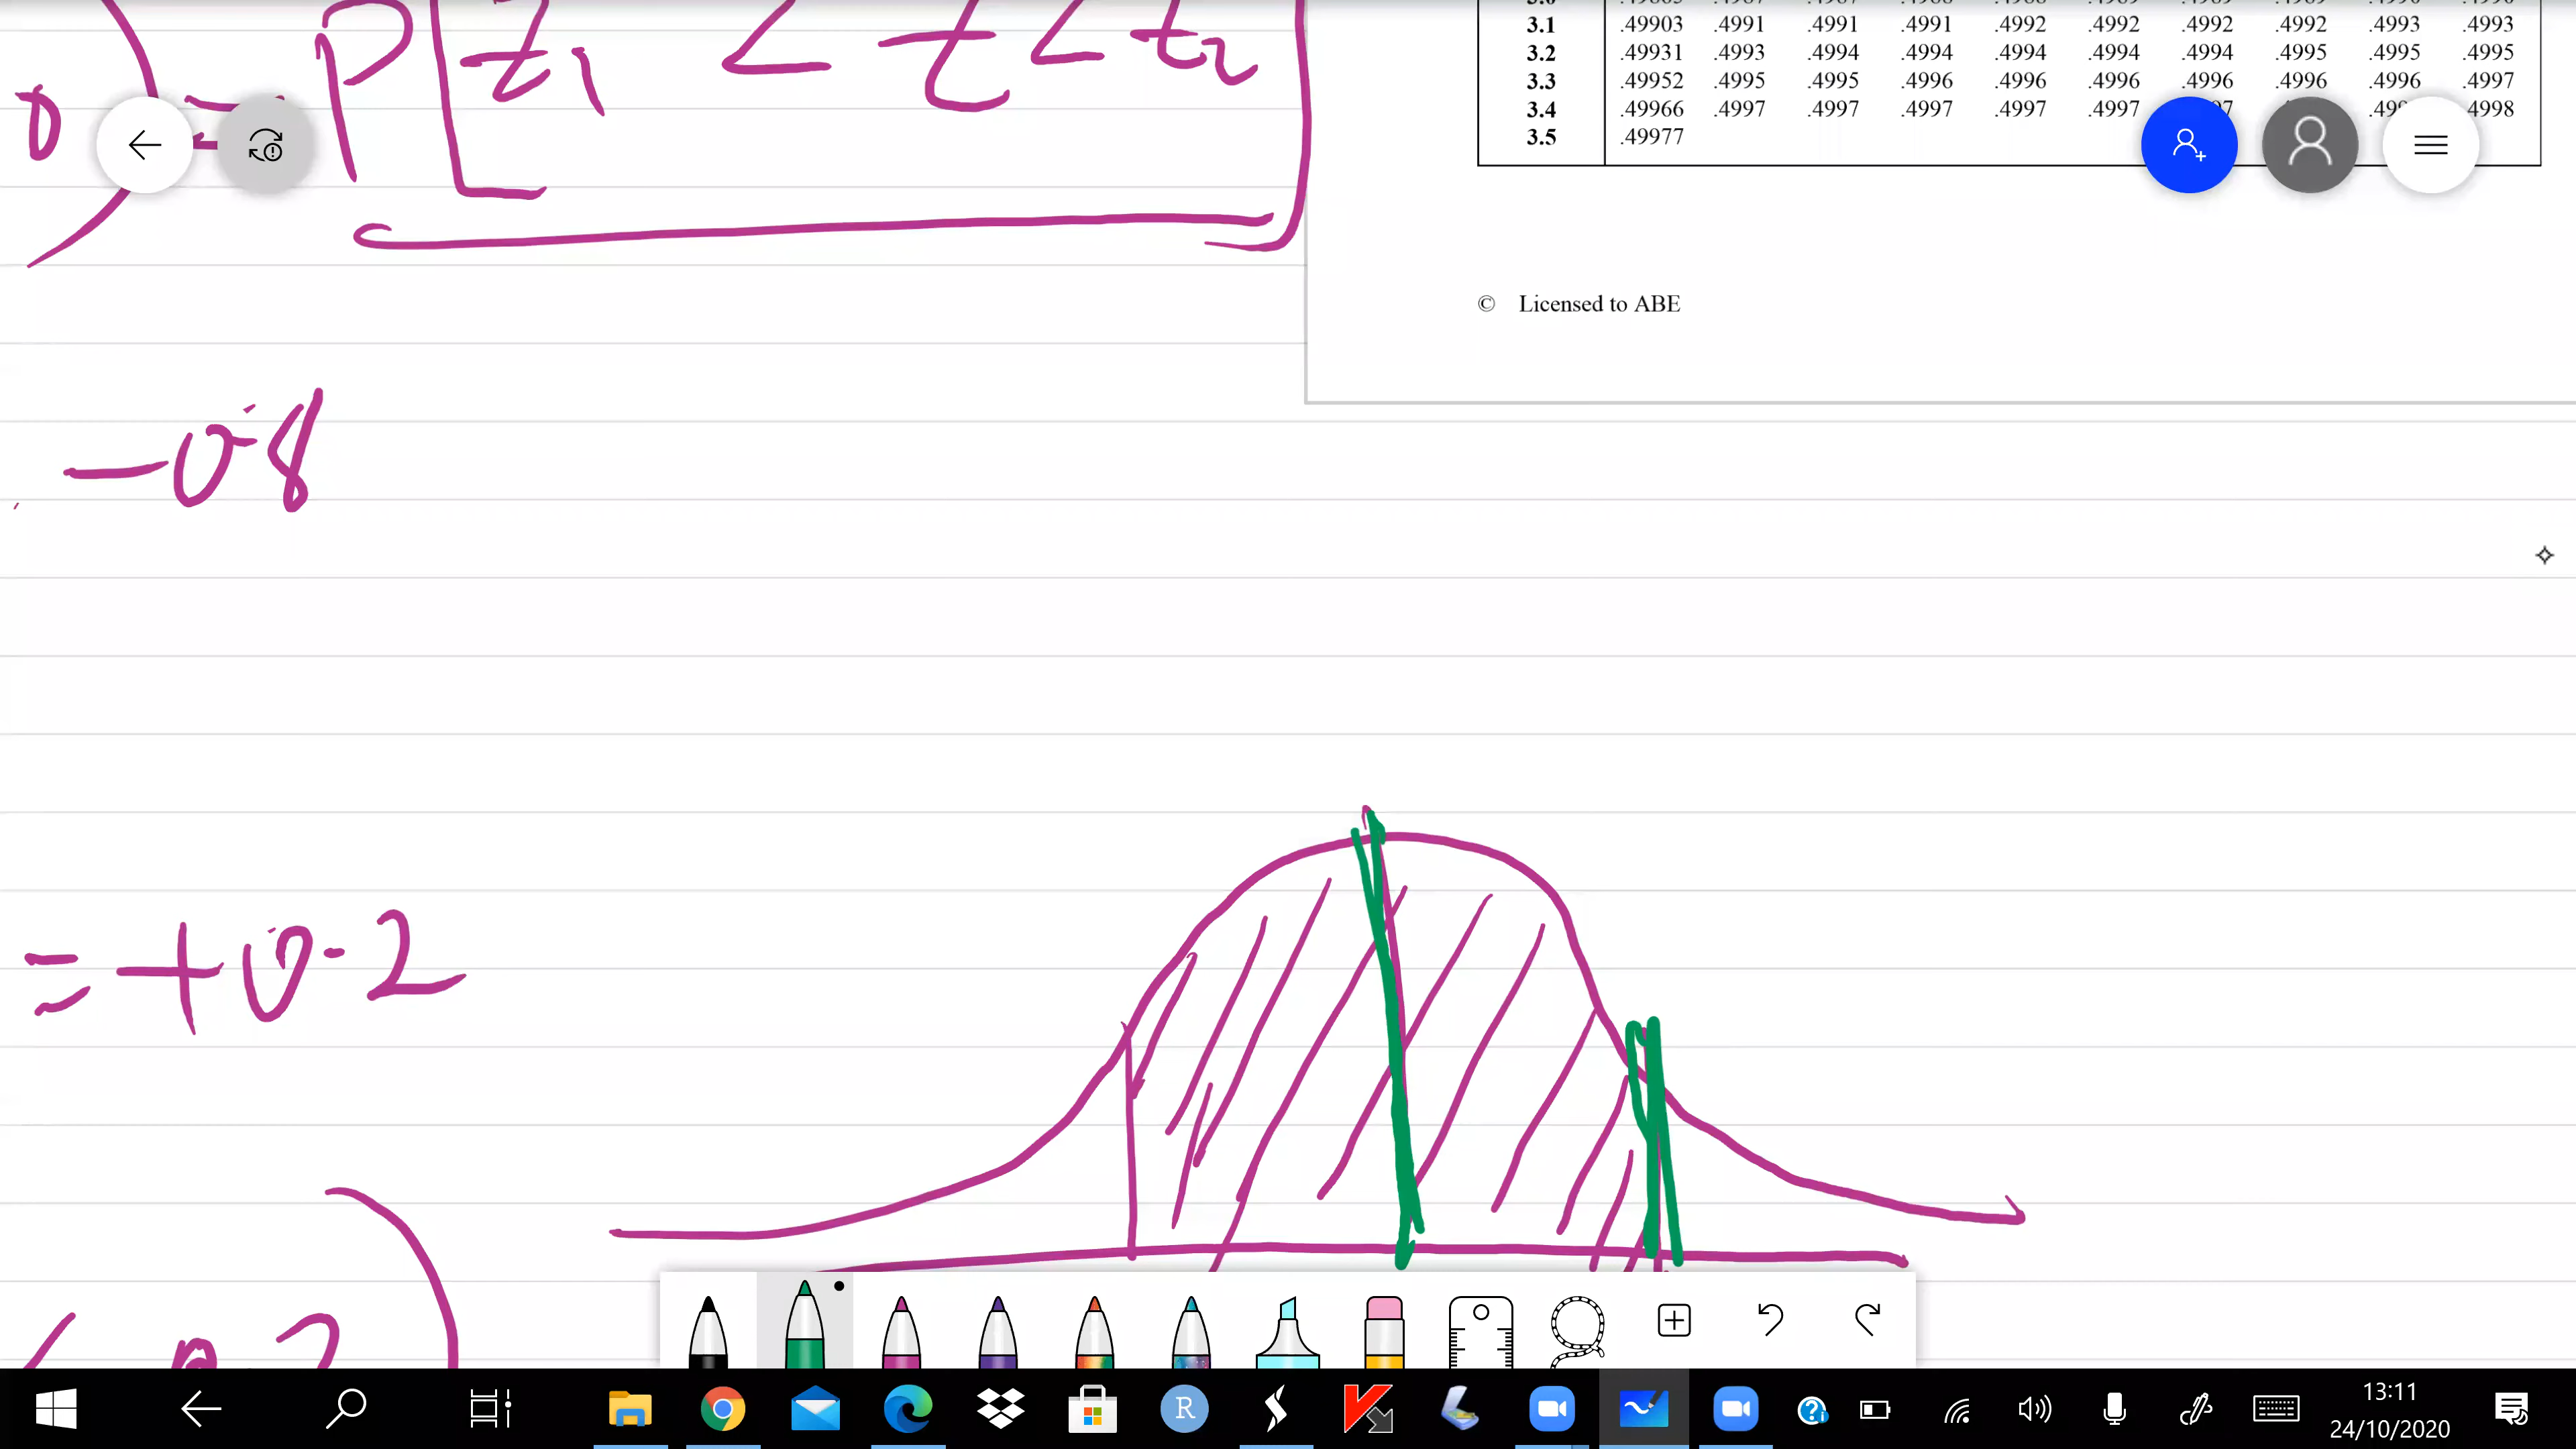 3.1 .49903 .4991 .4991 .4991 .4992 .4992 .4992 .4992 .4993 .4993
3.2 .49931 .4993 .4994 .4994 .4994 .4994 .4994 .4995 .4995 .4995
3.3 .49952 .4995 .4995 .4996 .4996 .4996 .4996 .4996 .4996 .4997
3.4 .49966 .4997 .4997 .4997 .4997 .4997 .4998
3.5 .49977
0) = P[z1 < z < z2]
© Licensed to ABE
-0.8
= +0.2
R
13:11
24/10/2020